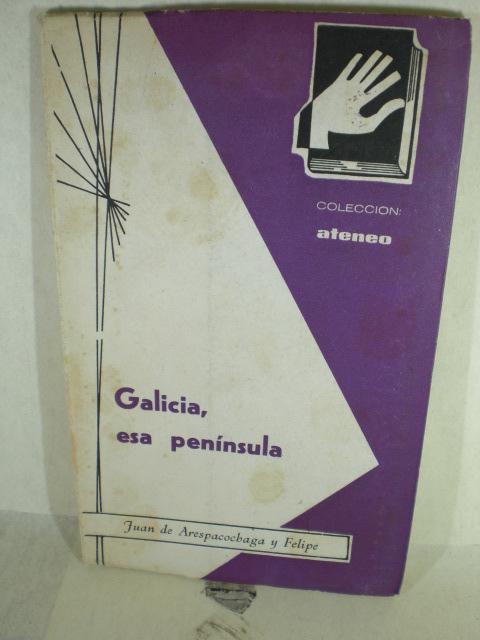 COLECCION:
ateneo
Galicia,
esa península
Juan de Arespacochaga y Felipe